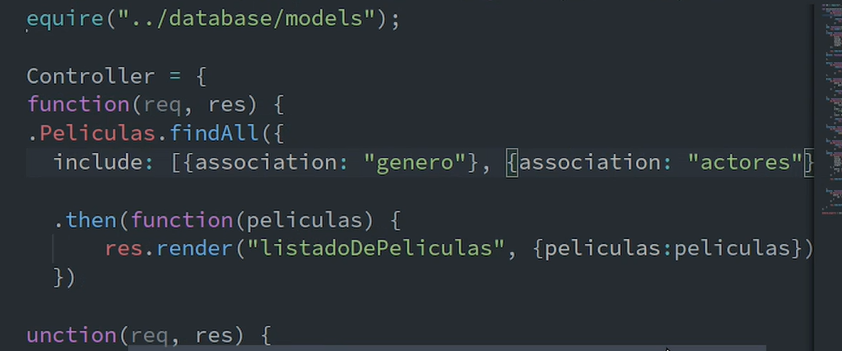 equire("../database/models");
Controller = {
function(req, res) {
.Peliculas.findAll({
include: [{association: "genero"}, {association: "actores"}
.then(function(peliculas) {
res.render("listadoDePeliculas", {peliculas:peliculas})
})
unction(req, res) {